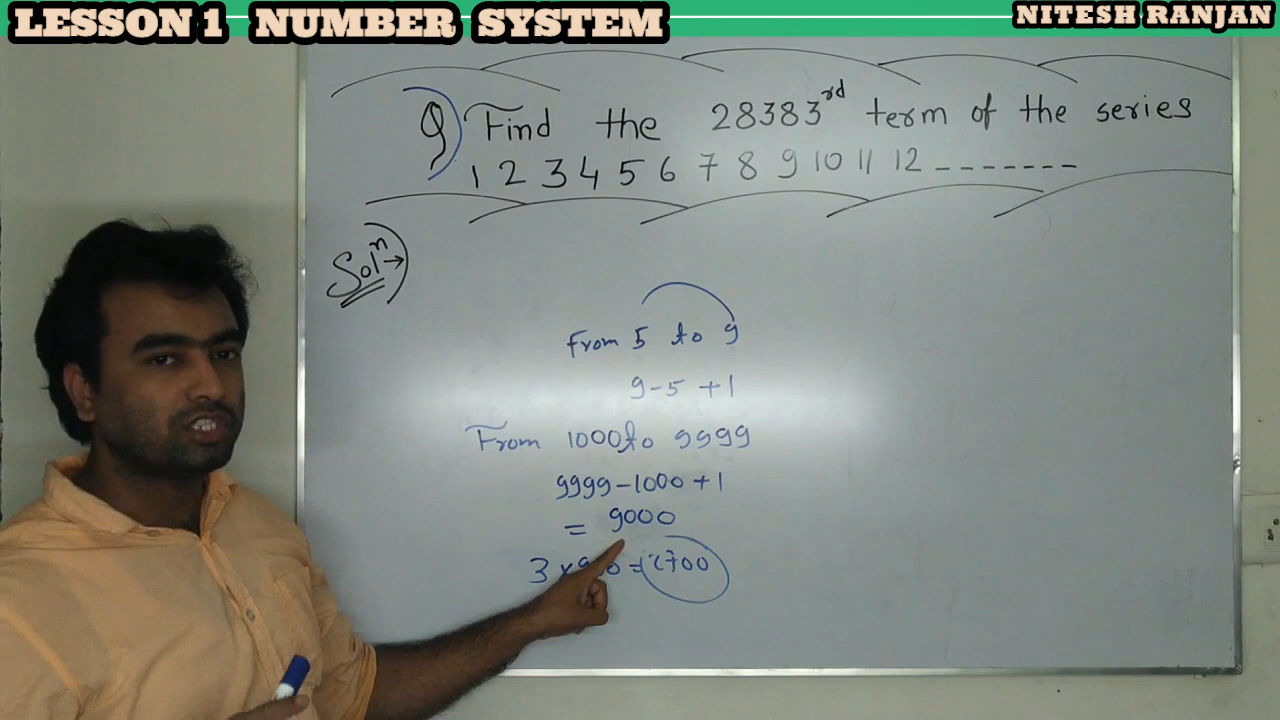 LESSON 1 NUMBER SYSTEM
NITESH RANJAN
Q) Find the 28383rd term of the series
1 2 3 4 5 6 7 8 9 10 11 12 -------
Soln→
from 5 to 9
9-5 +1
From 1000 to 9999
9999-1000+1
= 9000
3 × = 2700